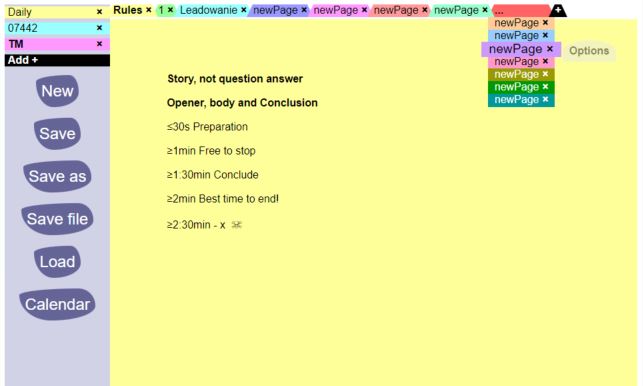 Daily ×
07442 ×
TM ×
Add +
New
Save
Save as
Save file
Load
Calendar
Rules × 1 × Leadowanie × newPage × newPage × newPage × newPage × ... +
newPage ×
newPage ×
newPage × Options
newPage ×
newPage ×
newPage ×
newPage ×
Story, not question answer
Opener, body and Conclusion
≤30s Preparation
≥1min Free to stop
≥1:30min Conclude
≥2min Best time to end!
≥2:30min - x